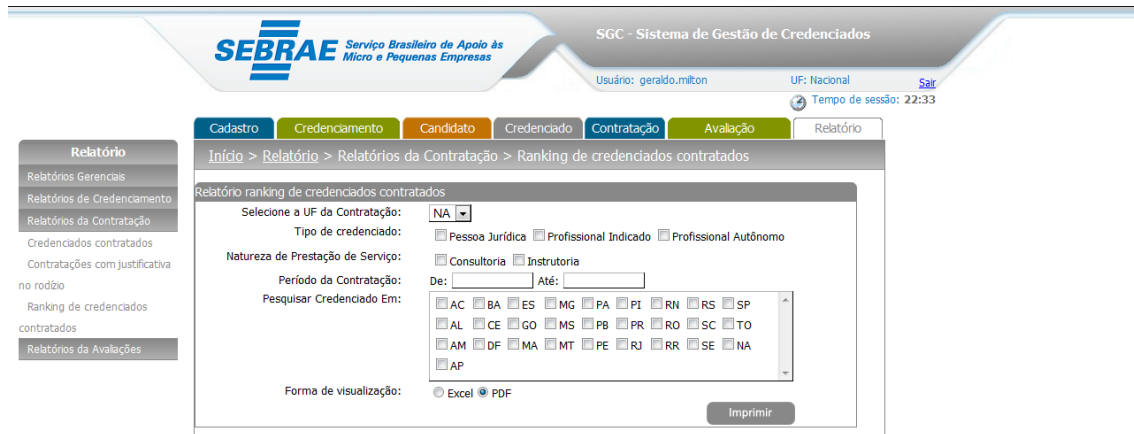 SEBRAE
Serviço Brasileiro de Apoio às
Micro e Pequenas Empresas
SGC - Sistema de Gestão de Credenciados
Usuário: geraldo.milton
UF: Nacional
Sair
Tempo de sessão: 22:33
Cadastro
Credenciamento
Candidato
Credenciado
Contratação
Avaliação
Relatório
Relatório
Relatórios Gerenciais
Relatórios de Credenciamento
Relatórios da Contratação
Credenciados contratados
Contratações com justificativa
no rodízio
Ranking de credenciados
contratados
Relatórios da Avaliações
Início > Relatório > Relatórios da Contratação > Ranking de credenciados contratados
Relatório ranking de credenciados contratados
Selecione a UF da Contratação: NA
Tipo de credenciado: Pessoa Jurídica Profissional Indicado Profissional Autônomo
Natureza de Prestação de Serviço: Consultoria Instrutoria
Período da Contratação: De: Até:
Pesquisar Credenciado Em:
AC BA ES MG PA PI RN RS SP
AL CE GO MS PB PR RO SC TO
AM DF MA MT PE RJ RR SE NA
AP
Forma de visualização: Excel PDF
Imprimir